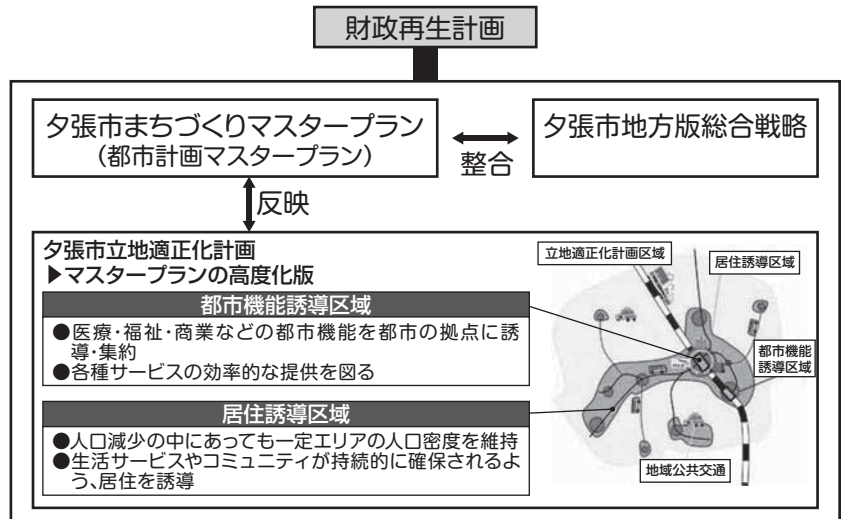 財政再生計画
夕張市まちづくりマスタープラン
（都市計画マスタープラン）
整合
夕張市地方版総合戦略
反映
夕張市立地適正化計画
▶マスタープランの高度化版
都市機能誘導区域
●医療・福祉・商業などの都市機能を都市の拠点に誘
導・集約
●各種サービスの効率的な提供を図る
居住誘導区域
●人口減少の中にあっても一定エリアの人口密度を維持
●生活サービスやコミュニティが持続的に確保されるよ
う、居住を誘導
立地適正化計画区域
居住誘導区域
都市機能
誘導区域
地域公共交通